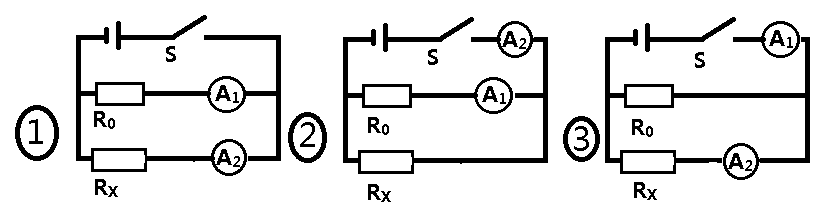 ① S A₁ R₀ A₂ Rₓ
② S A₂ A₁ R₀ Rₓ
③ S A₁ R₀ A₂ Rₓ